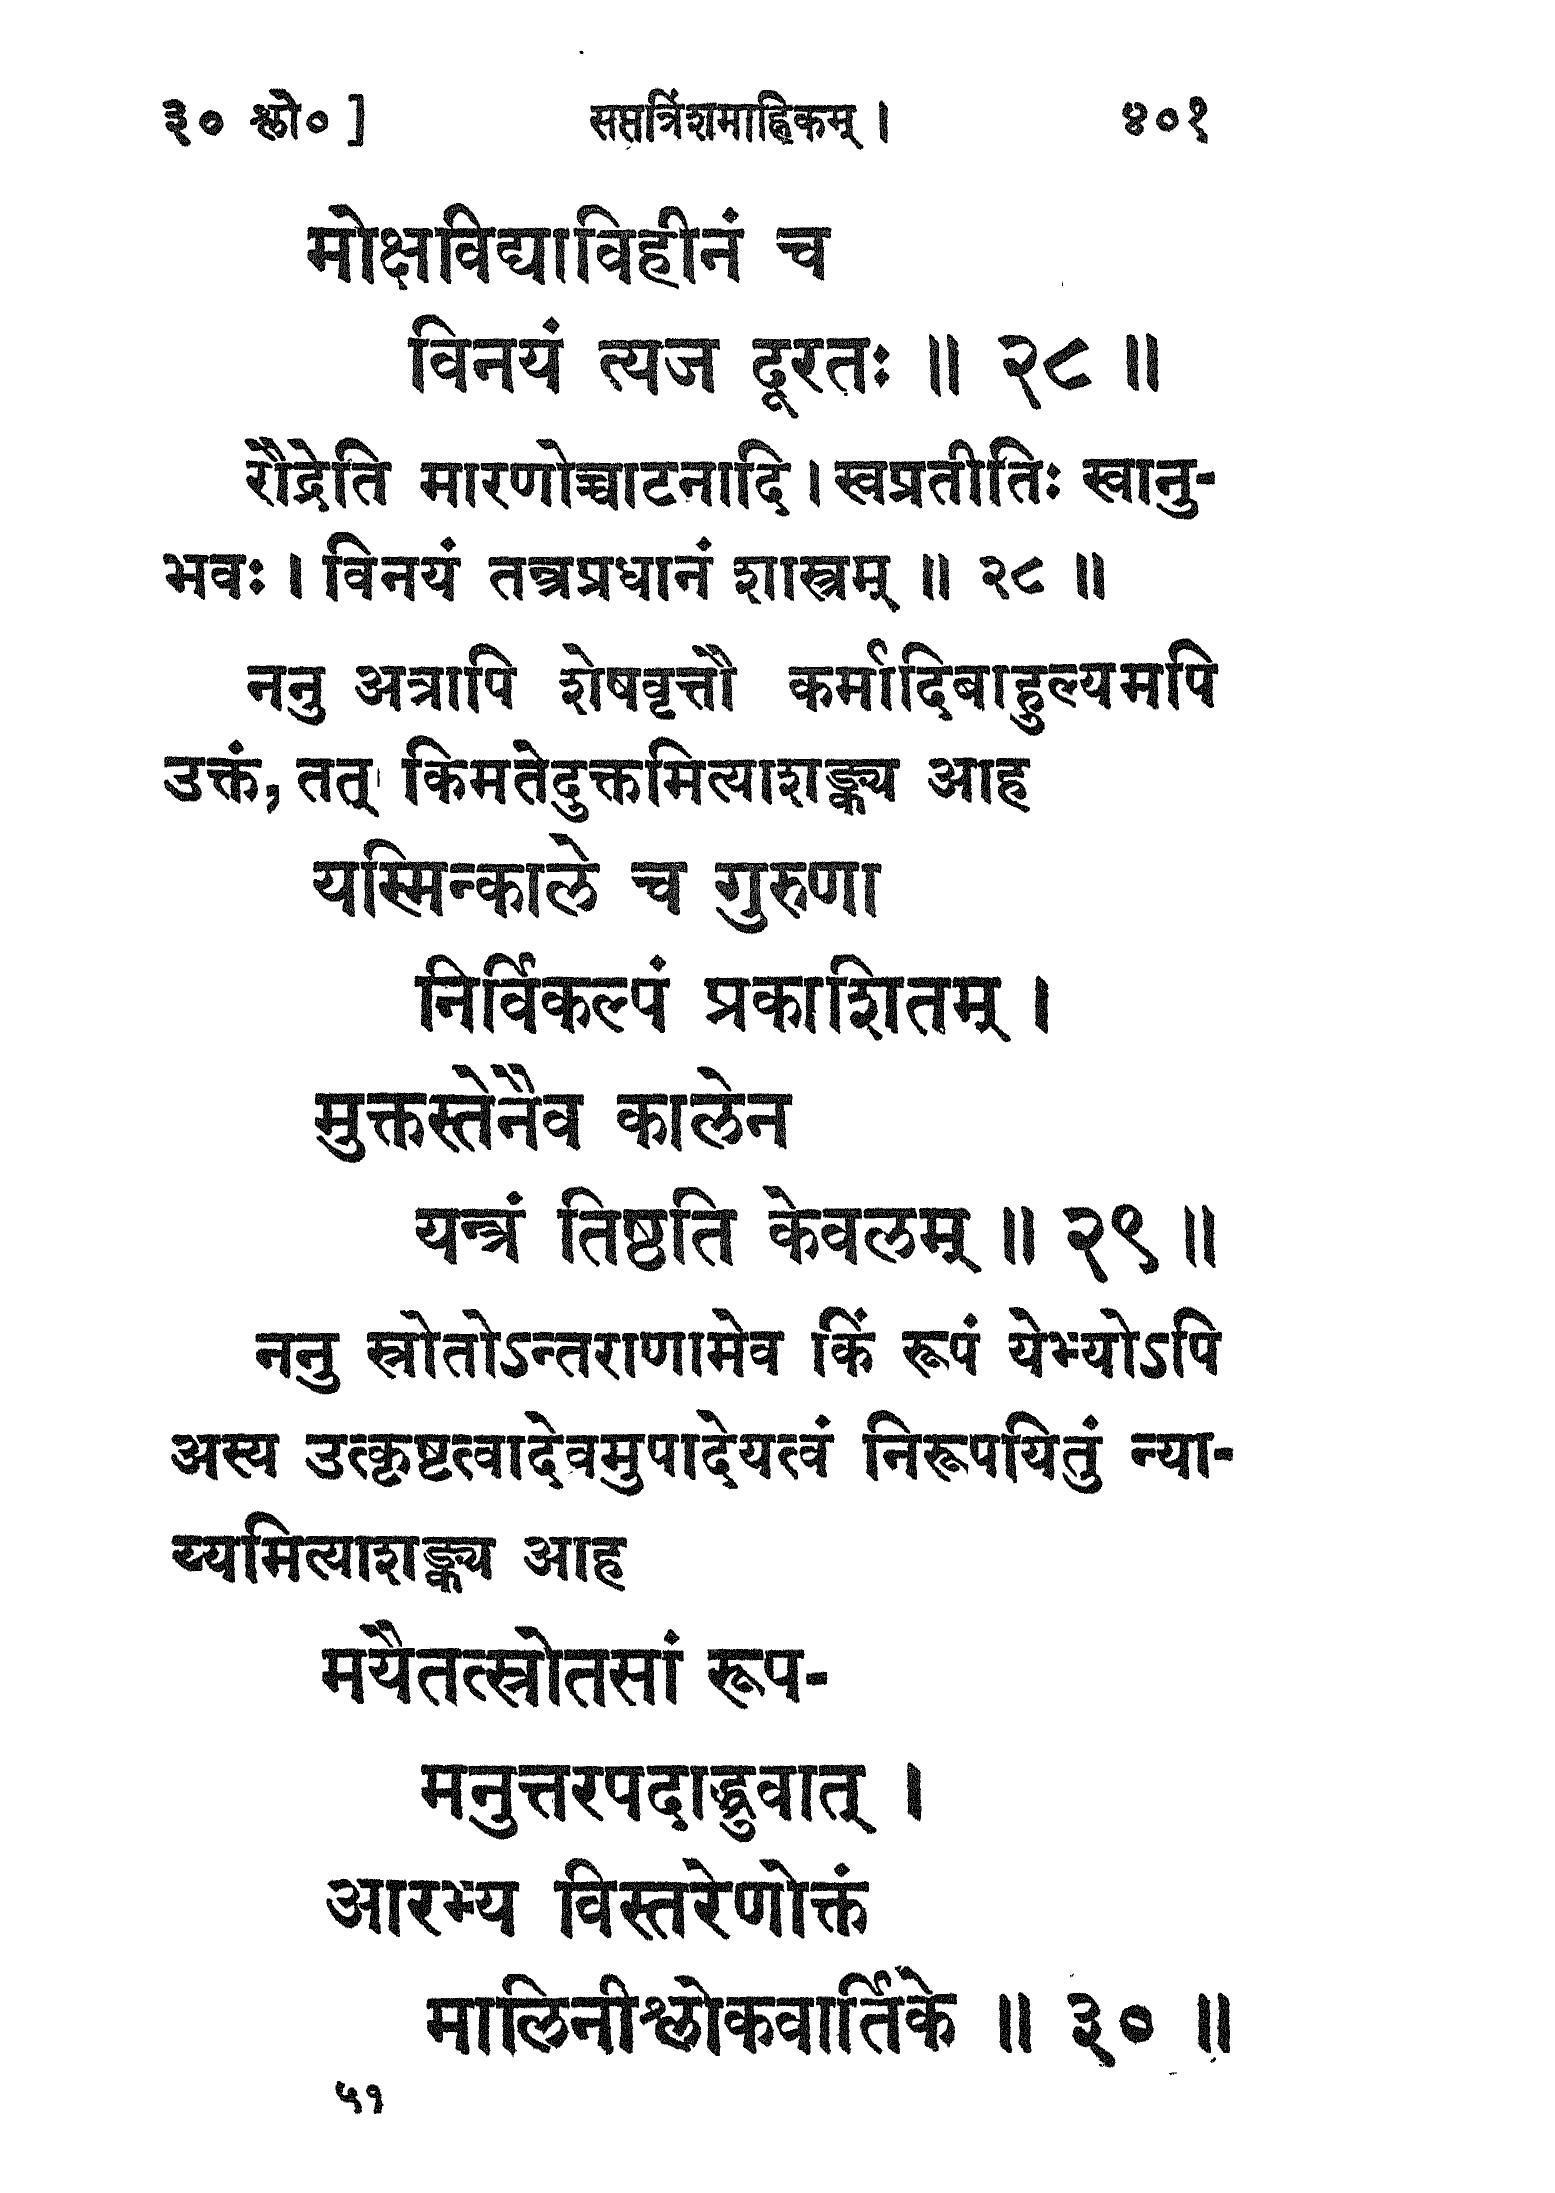 ३० श्लो० ] सप्तत्रिंशमाह्निकम् । ४०१
मोक्षविद्याविहीनं च
विनयं त्यज दूरतः ॥ २८ ॥
रौद्रेति मारणोच्चाटनादि । स्वप्रतीतिः स्वानु-
भवः । विनयं तन्त्रप्रधानं शास्त्रम् ॥ २८ ॥
ननु अत्रापि शेषवृत्तौ कर्मादिबाहुल्यमपि
उक्तं, तत् किमतेदुक्तमित्याशङ्क्य आह
यस्मिन्काले च गुरुणा
निर्विकल्पं प्रकाशितम् ।
मुक्तस्तेनैव कालेन
यन्त्रं तिष्ठति केवलम् ॥ २९ ॥
ननु स्रोतोऽन्तराणामेव किं रूपं येभ्योऽपि
अस्य उत्कृष्टत्वादेवमुपादेयत्वं निरूपयितुं न्या-
य्यमित्याशङ्क्य आह
मयैतत्स्रोतसां रूप-
मनुत्तरपदाद्ध्रुवात् ।
आरभ्य विस्तरेणोक्तं
मालिनीश्लोकवार्तिके ॥ ३० ॥
५१